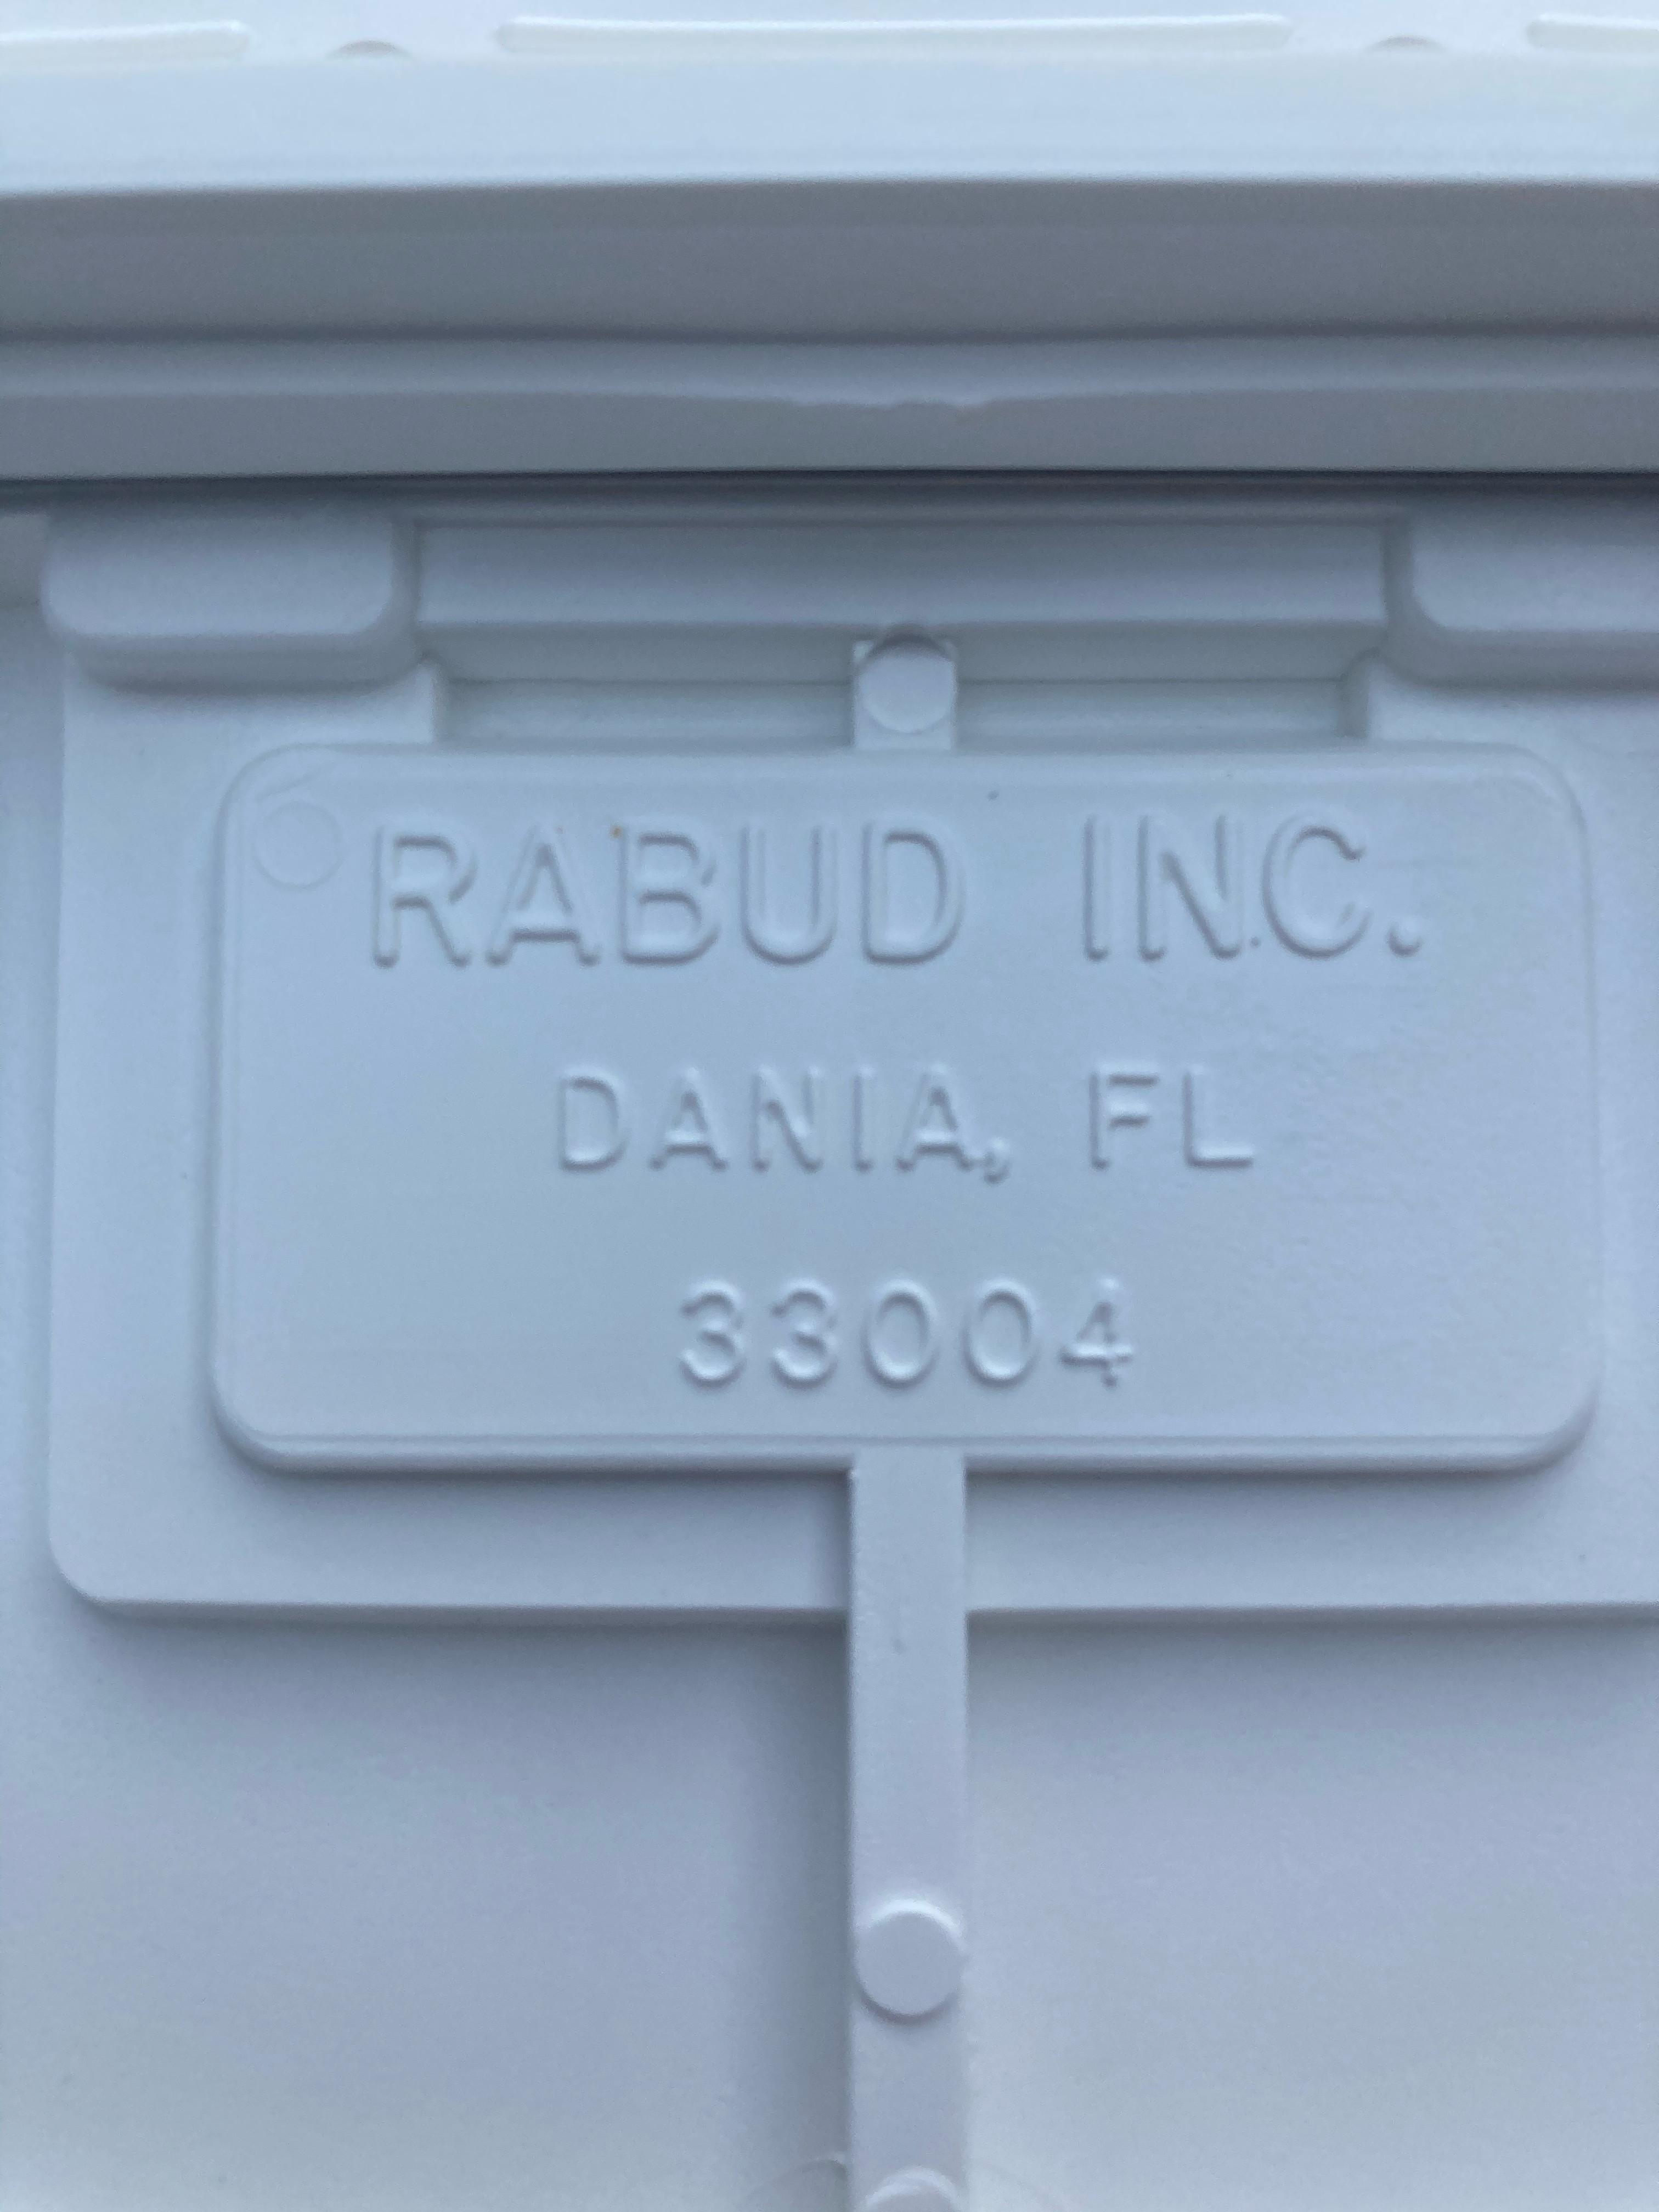 RABUD INC.
DANIA, FL
33004